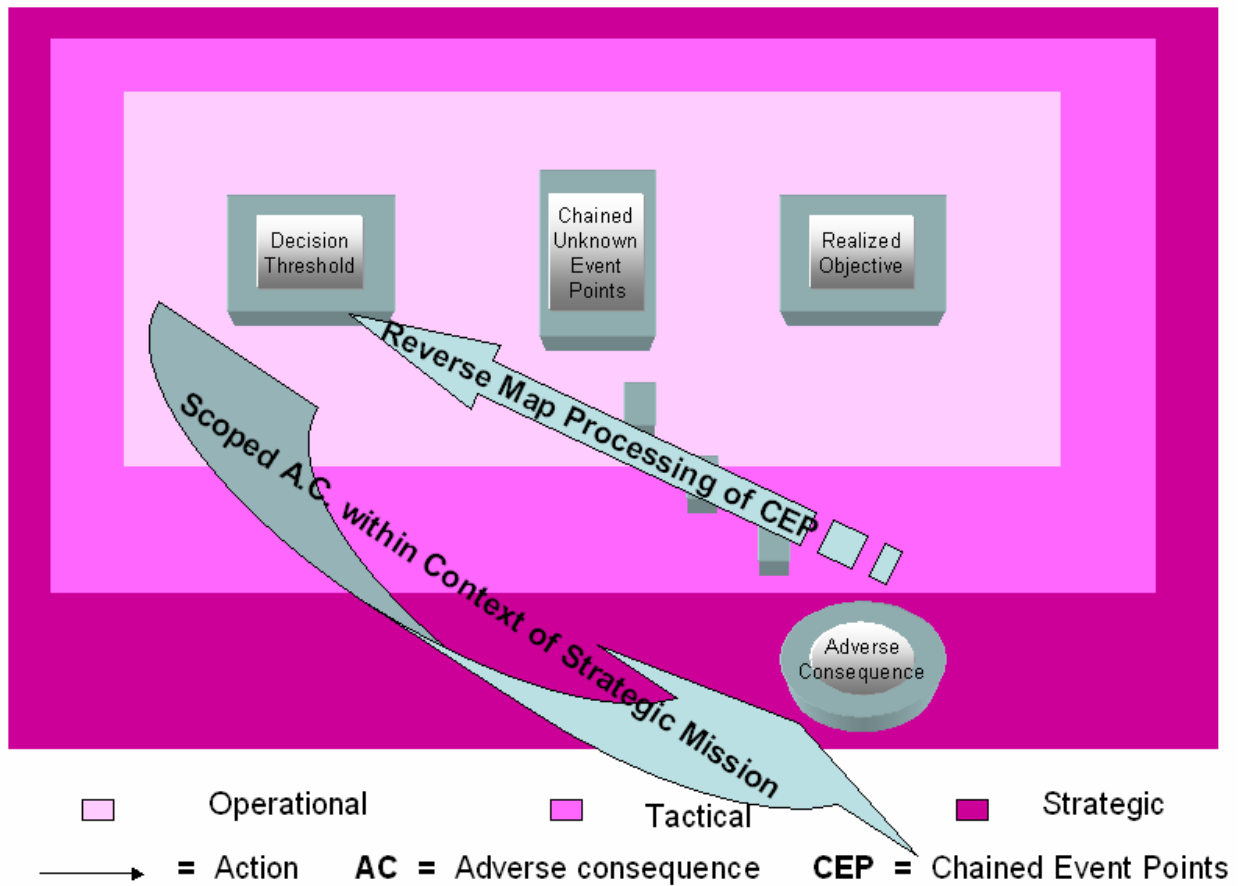 Decision
Threshold
Chained
Unknown
Event
Points
Realized
Objective
Reverse Map Processing of CEP
Scoped A.C. within Context of Strategic Mission
Adverse
Consequence
Operational
Tactical
Strategic
= Action AC = Adverse consequence CEP = Chained Event Points